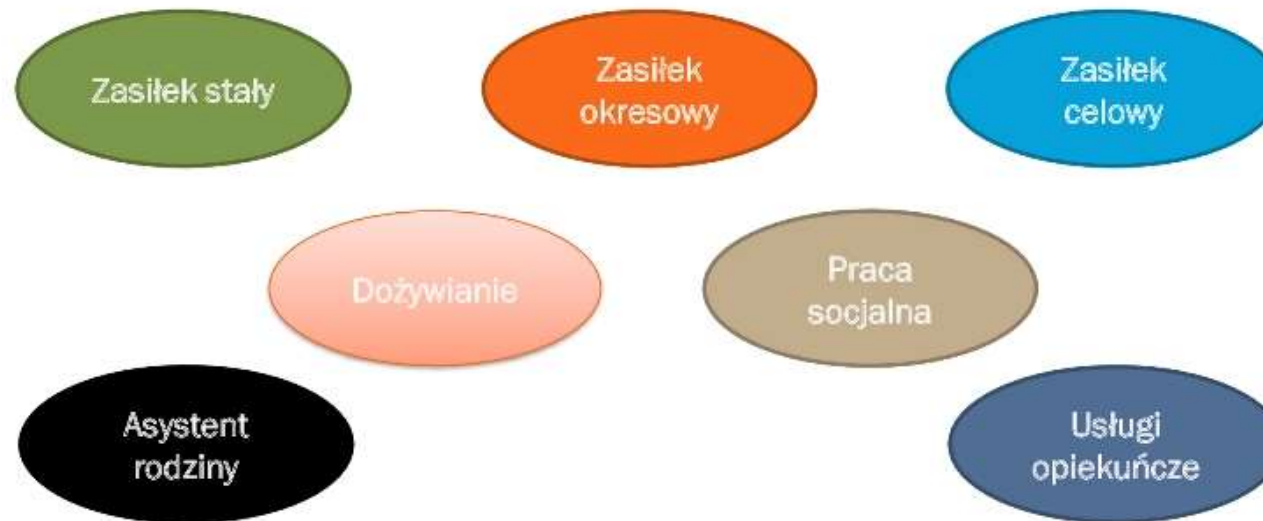 Zasiłek stały
Zasiłek
okresowy
Zasiłek
celowy
Dożywianie
Praca
socjalna
Asystent
rodziny
Usługi
opiekuńcze